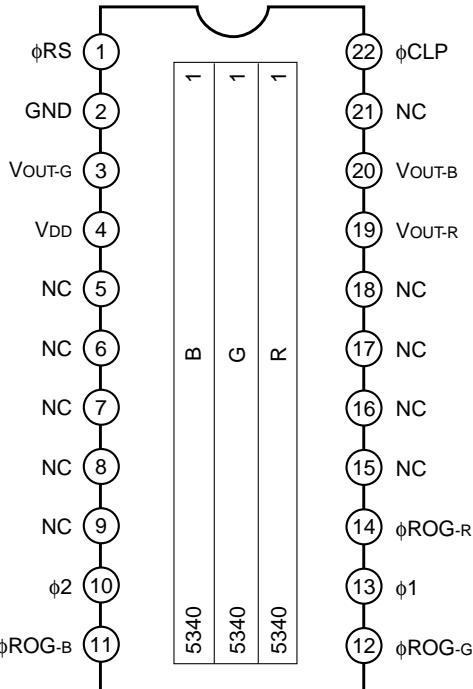 φRS 1 1 1 1 22 φCLP
GND 2 21 NC
VOUT-G 3 20 VOUT-B
VDD 4 19 VOUT-R
NC 5 18 NC
NC 6 B G R 17 NC
NC 7 16 NC
NC 8 15 NC
NC 9 14 φROG-R
φ2 10 5340 5340 5340 13 φ1
φROG-B 11 12 φROG-G